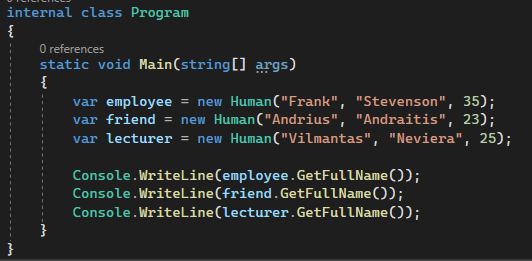 0 references
internal class Program
{
0 references
static void Main(string[] args)
{
var employee = new Human("Frank", "Stevenson", 35);
var friend = new Human("Andrius", "Andraitis", 23);
var lecturer = new Human("Vilmantas", "Neviera", 25);
Console.WriteLine(employee.GetFullName());
Console.WriteLine(friend.GetFullName());
Console.WriteLine(lecturer.GetFullName());
}
}